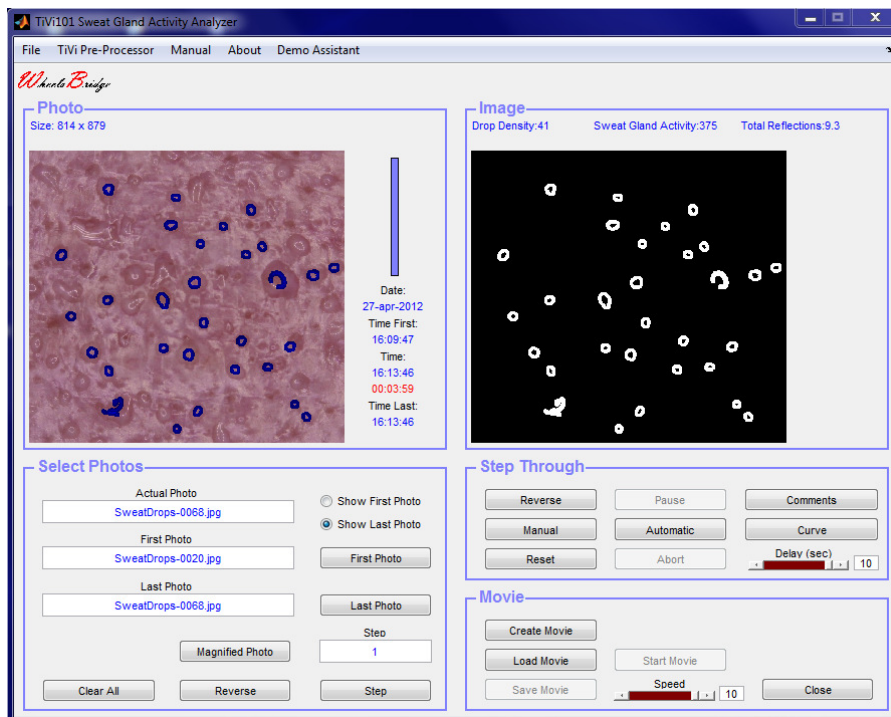 TiVi101 Sweat Gland Activity Analyzer
File TiVi Pre-Processor Manual About Demo Assistant
WheelsBridge
Photo
Size: 814 x 879
Date:
27-apr-2012
Time First:
16:09:47
Time:
16:13:46
00:03:59
Time Last:
16:13:46
Image
Drop Density:41 Sweat Gland Activity:375 Total Reflections:9.3
Select Photos
Actual Photo
SweatDrops-0068.jpg
First Photo
SweatDrops-0020.jpg
Last Photo
SweatDrops-0068.jpg
Show First Photo
Show Last Photo
First Photo
Last Photo
Step
1
Magnified Photo
Clear All Reverse Step
Step Through
Reverse Pause Comments
Manual Automatic Curve
Reset Abort
Delay (sec)
10
Movie
Create Movie
Load Movie Start Movie
Save Movie
Speed
10
Close